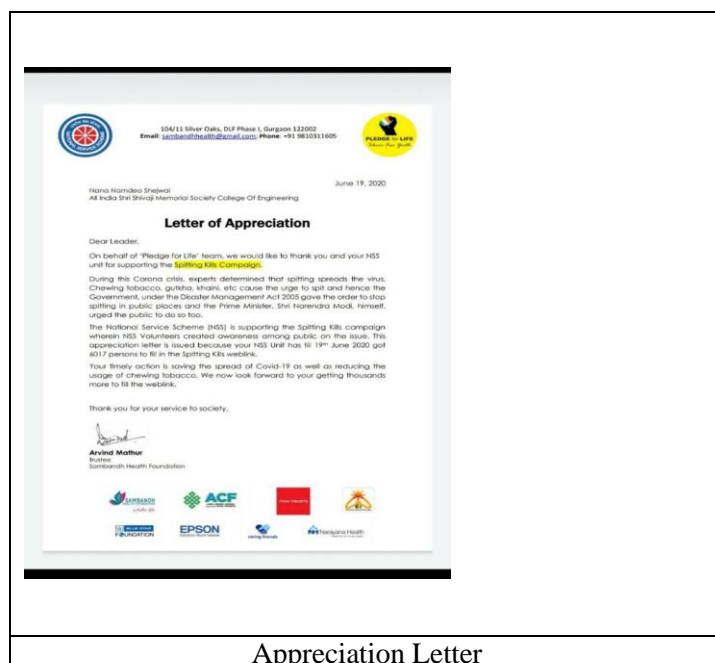 104/11 Silver Oaks, DLF Phase I, Gurgaon 122002
Email: sambandhhealth@gmail.com; Phone: +91 9810311605
PLEDGE for LIFE
June 19, 2020
Nana Namdeo Shejwal
All India Shri Shivaji Memorial Society College Of Engineering
Letter of Appreciation
Dear Leader,
On behalf of 'Pledge for Life' team, we would like to thank you and your NSS
unit for supporting the Spitting Kills Campaign.
During this Corona crisis, experts determined that spitting spreads the virus.
Chewing tobacco, gutkha, khaini, etc cause the urge to spit and hence the
Government, under the Disaster Management Act 2005 gave the order to stop
spitting in public places and the Prime Minister, Shri Narendra Modi, himself,
urged the public to do so too.
The National Service Scheme (NSS) is supporting the Spitting Kills campaign
wherein NSS Volunteers created awareness among public on the issue. This
appreciation letter is issued because your NSS Unit has till 19th June 2020 got
6017 persons to fill in the Spitting Kills weblink.
Your timely action is saving the spread of Covid-19 as well as reducing the
usage of chewing tobacco. We now look forward to your getting thousands
more to fill the weblink.
Thank you for your service to society.
Arvind Mathur
Trustee
Sambandh Health Foundation
SAMBANDH
ACF
BLUE STAR
FOUNDATION
EPSON
caring friends
Narayana Health
Appreciation Letter